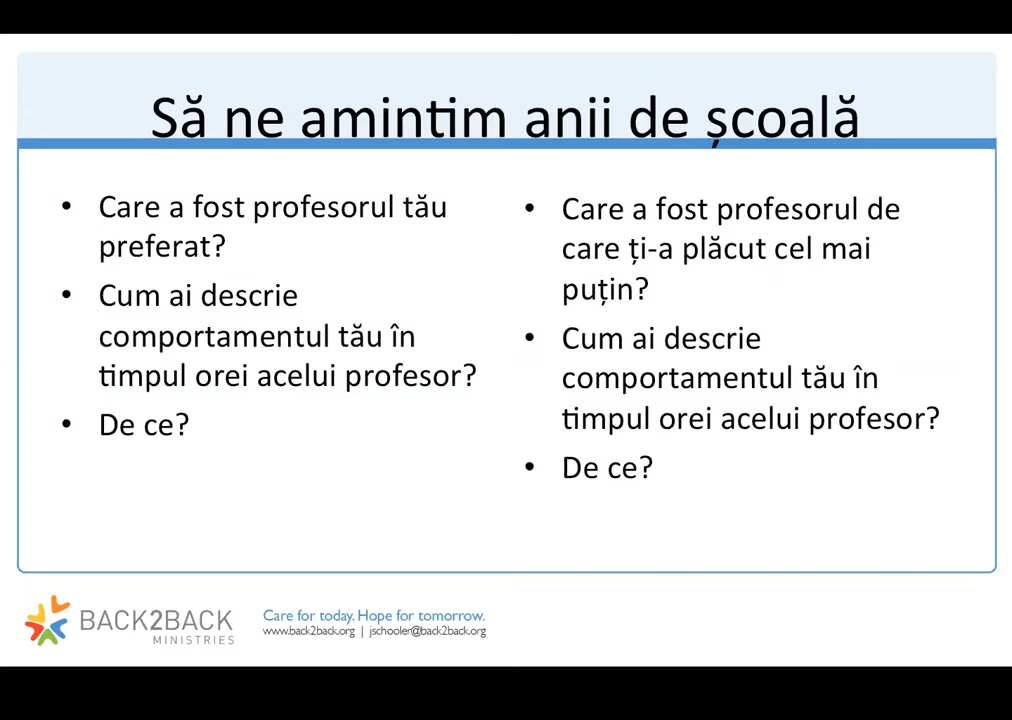 Să ne amintim anii de școală
• Care a fost profesorul tău
preferat?
• Cum ai descrie
comportamentul tău în
timpul orei acelui profesor?
• De ce?
• Care a fost profesorul de
care ți-a plăcut cel mai
puțin?
• Cum ai descrie
comportamentul tău în
timpul orei acelui profesor?
• De ce?
BACK2BACK
MINISTRIES
Care for today. Hope for tomorrow.
www.back2back.org | jschooler@back2back.org